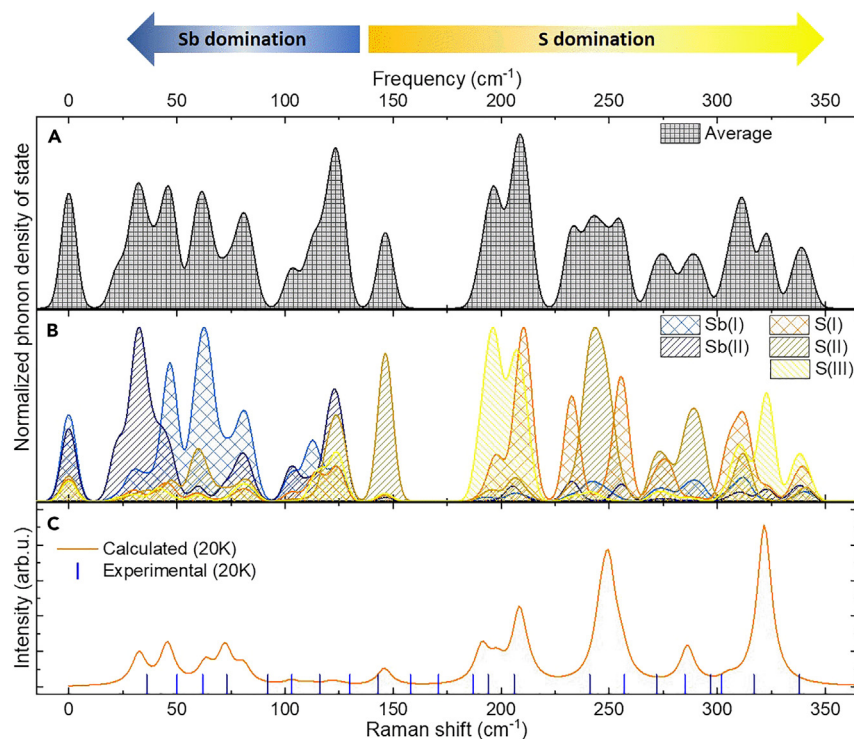 Sb domination
S domination
Frequency (cm-1)
0 50 100 150 200 250 300 350
A
Average
Normalized phonon density of state
B
Sb(I) S(I)
Sb(II) S(II)
S(III)
C
Calculated (20K)
Experimental (20K)
Intensity (arb.u.)
0 50 100 150 200 250 300 350
Raman shift (cm-1)